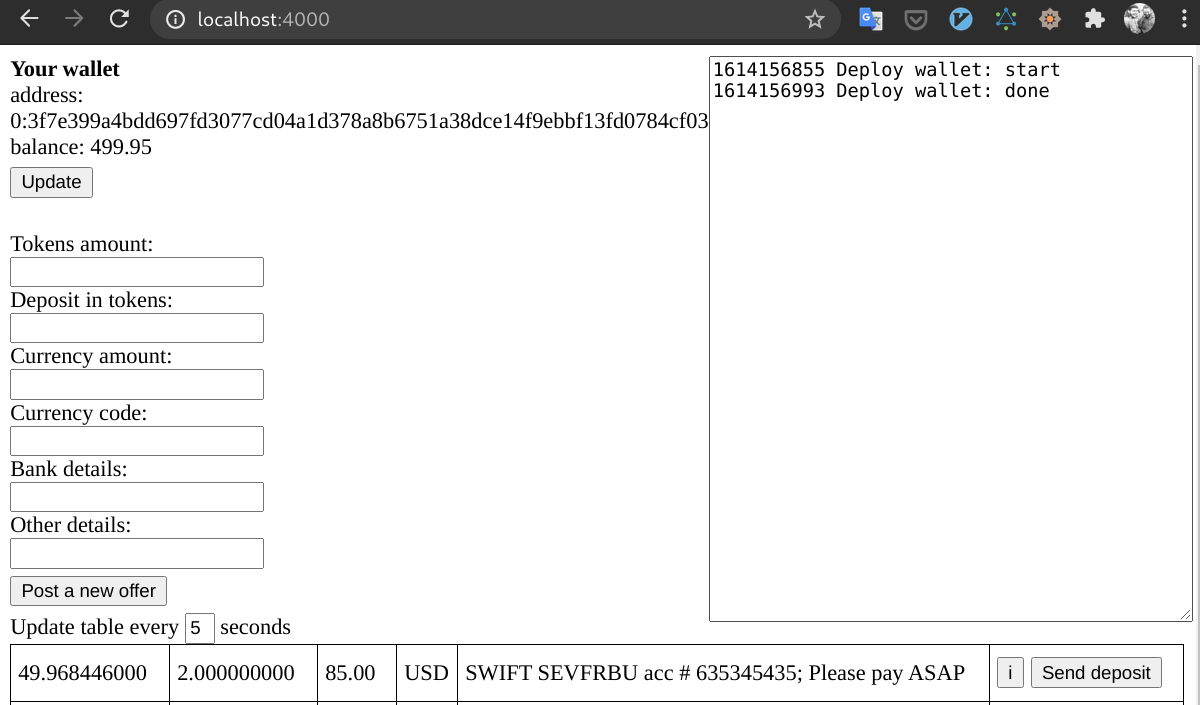 localhost:4000
Your wallet
address:
0:3f7e399a4bdd697fd3077cd04a1d378a8b6751a38dce14f9ebbf13fd0784cf03
balance: 499.95
Update
1614156855 Deploy wallet: start
1614156993 Deploy wallet: done
Tokens amount:
Deposit in tokens:
Currency amount:
Currency code:
Bank details:
Other details:
Post a new offer
Update table every 5 seconds
49.968446000 2.000000000 85.00 USD SWIFT SEVFRBU acc # 635345435; Please pay ASAP i Send deposit